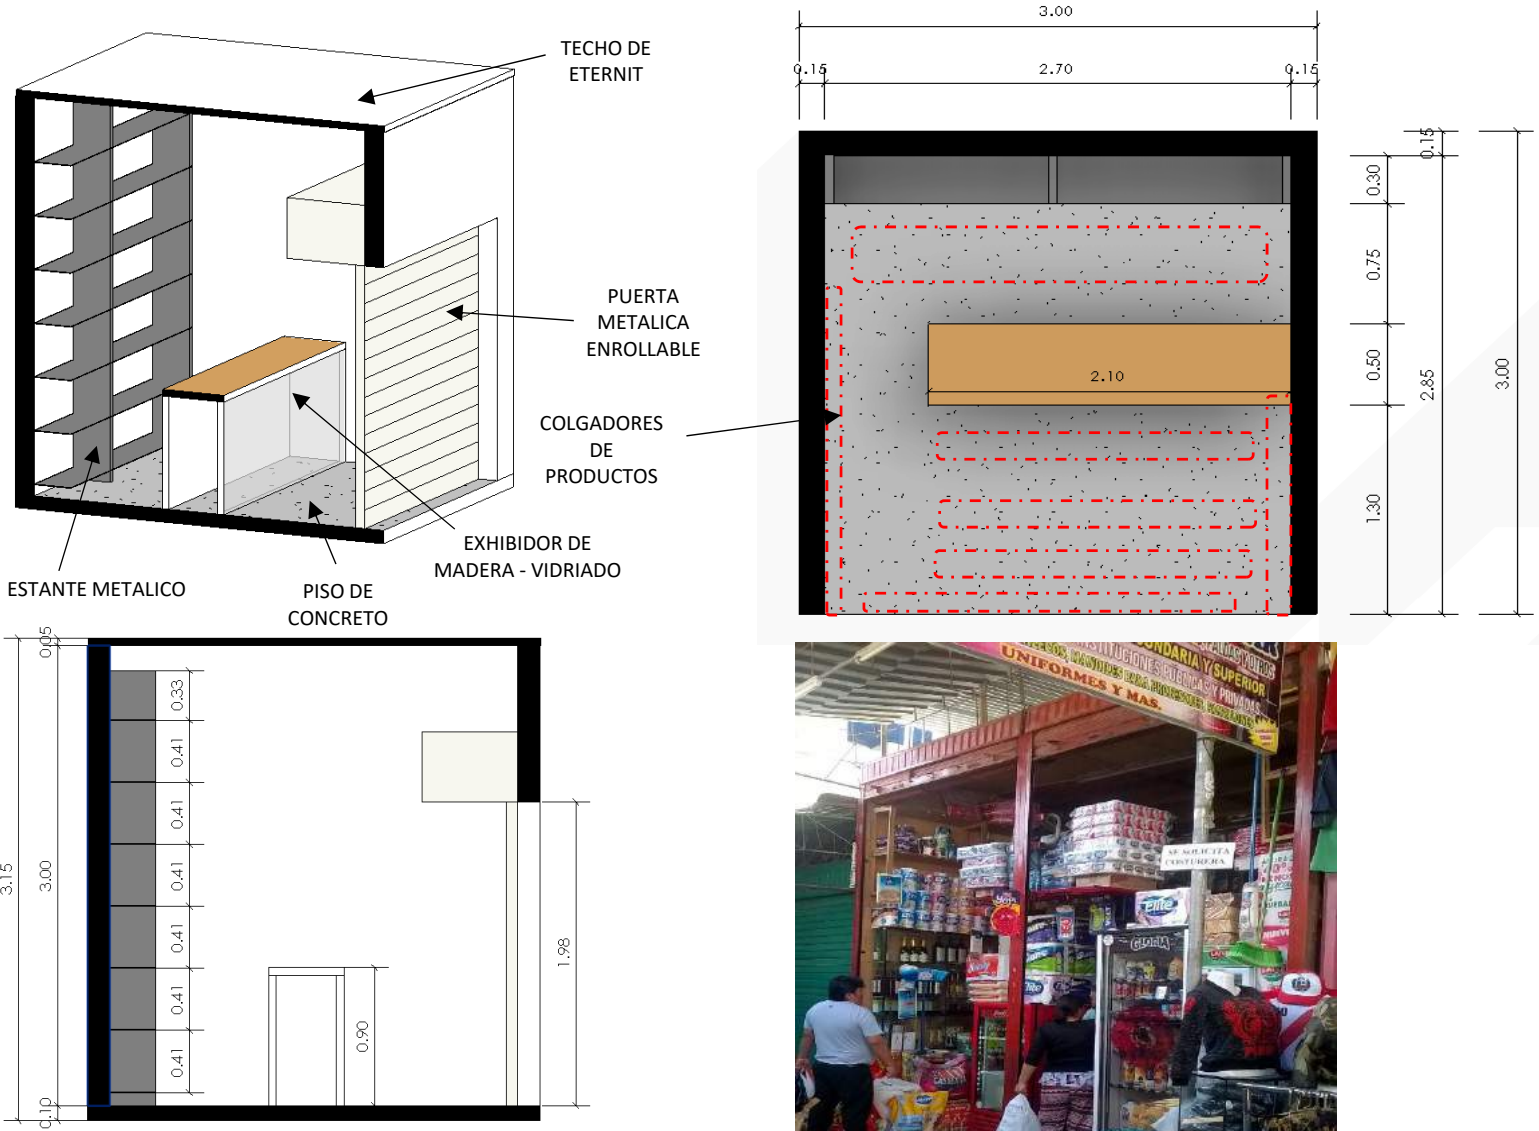 TECHO DE
ETERNIT
PUERTA
METALICA
ENROLLABLE
COLGADORES
DE
PRODUCTOS
EXHIBIDOR DE
MADERA - VIDRIADO
ESTANTE METALICO
PISO DE
CONCRETO
3.00
0.15
2.70
0.15
0.15
0.30
0.75
0.50
1.30
2.85
3.00
2.10
0.05
3.00
3.15
0.10
0.33
0.41
0.41
0.41
0.41
0.41
0.41
0.90
1.98
SUPERIOR
UNIFORMES Y MAS.
SE SOLICITA
COSTURERA
Elite
GLORIA
Elite